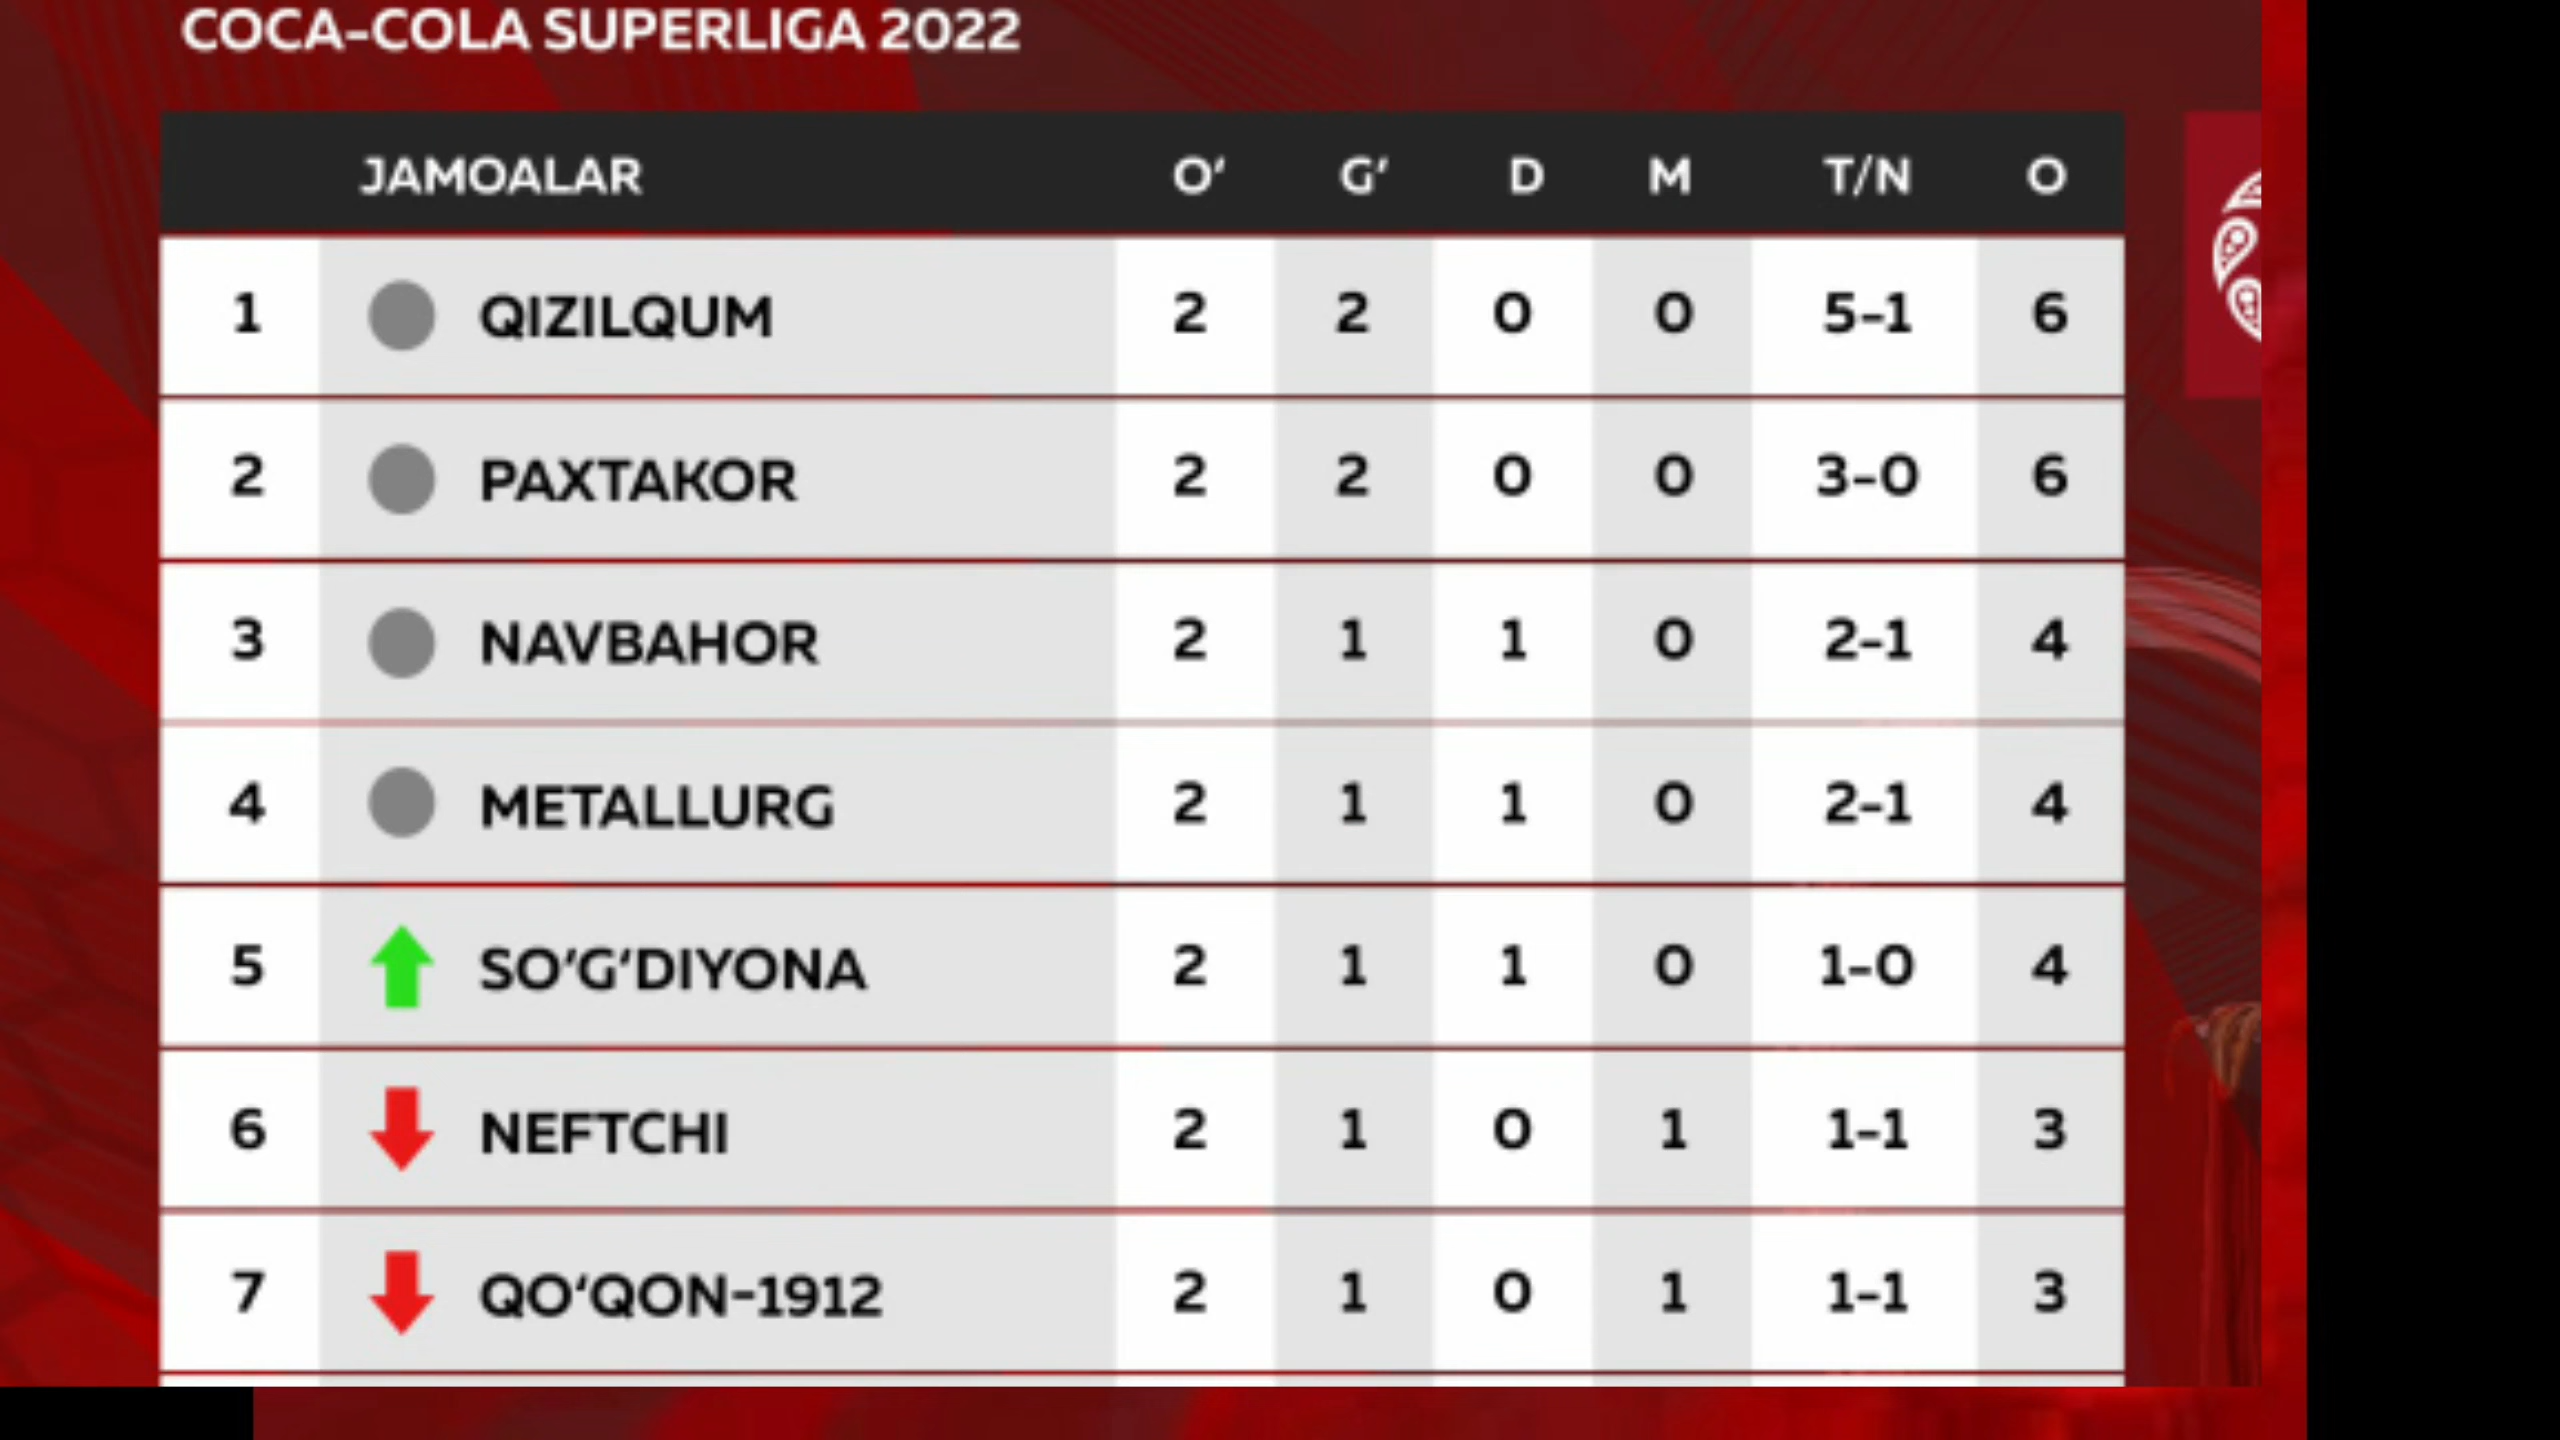 COCA-COLA SUPERLIGA 2022
JAMOALAR O‘ G‘ D M T/N O
1 QIZILQUM 2 2 0 0 5-1 6
2 PAXTAKOR 2 2 0 0 3-0 6
3 NAVBAHOR 2 1 1 0 2-1 4
4 METALLURG 2 1 1 0 2-1 4
5 SO‘G‘DIYONA 2 1 1 0 1-0 4
6 NEFTCHI 2 1 0 1 1-1 3
7 QO‘QON-1912 2 1 0 1 1-1 3